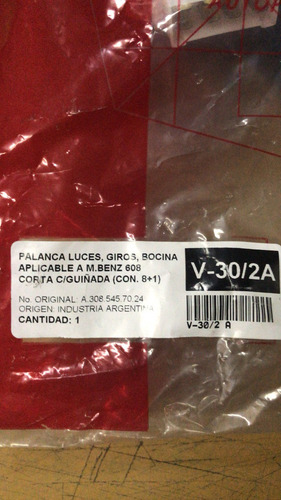 PALANCA LUCES, GIROS, BOCINA
APLICABLE A M.BENZ 608
CORTA C/GUIÑADA (CON. 8+1)
No. ORIGINAL: A.308.545.70.24
ORIGEN: INDUSTRIA ARGENTINA
CANTIDAD: 1
V-30/2A
V-30/2 A